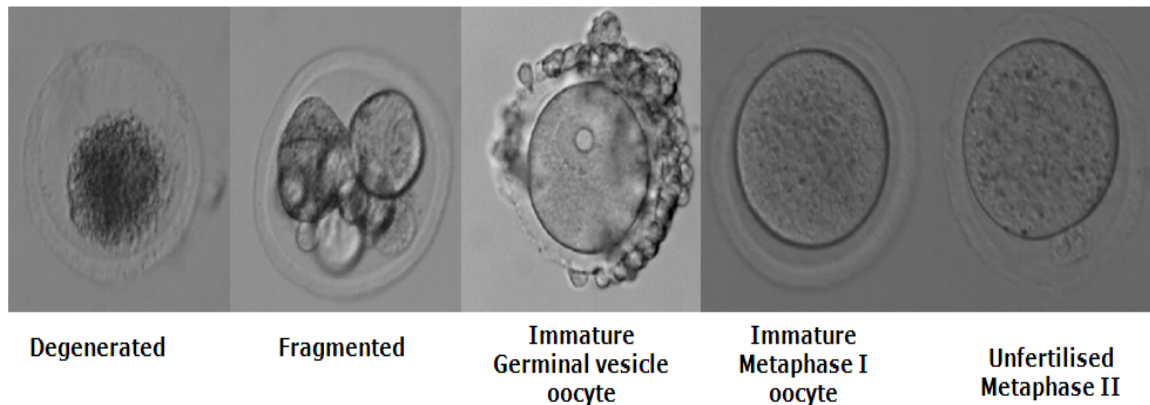 Degenerated
Fragmented
Immature
Germinal vesicle
oocyte
Immature
Metaphase I
oocyte
Unfertilised
Metaphase II